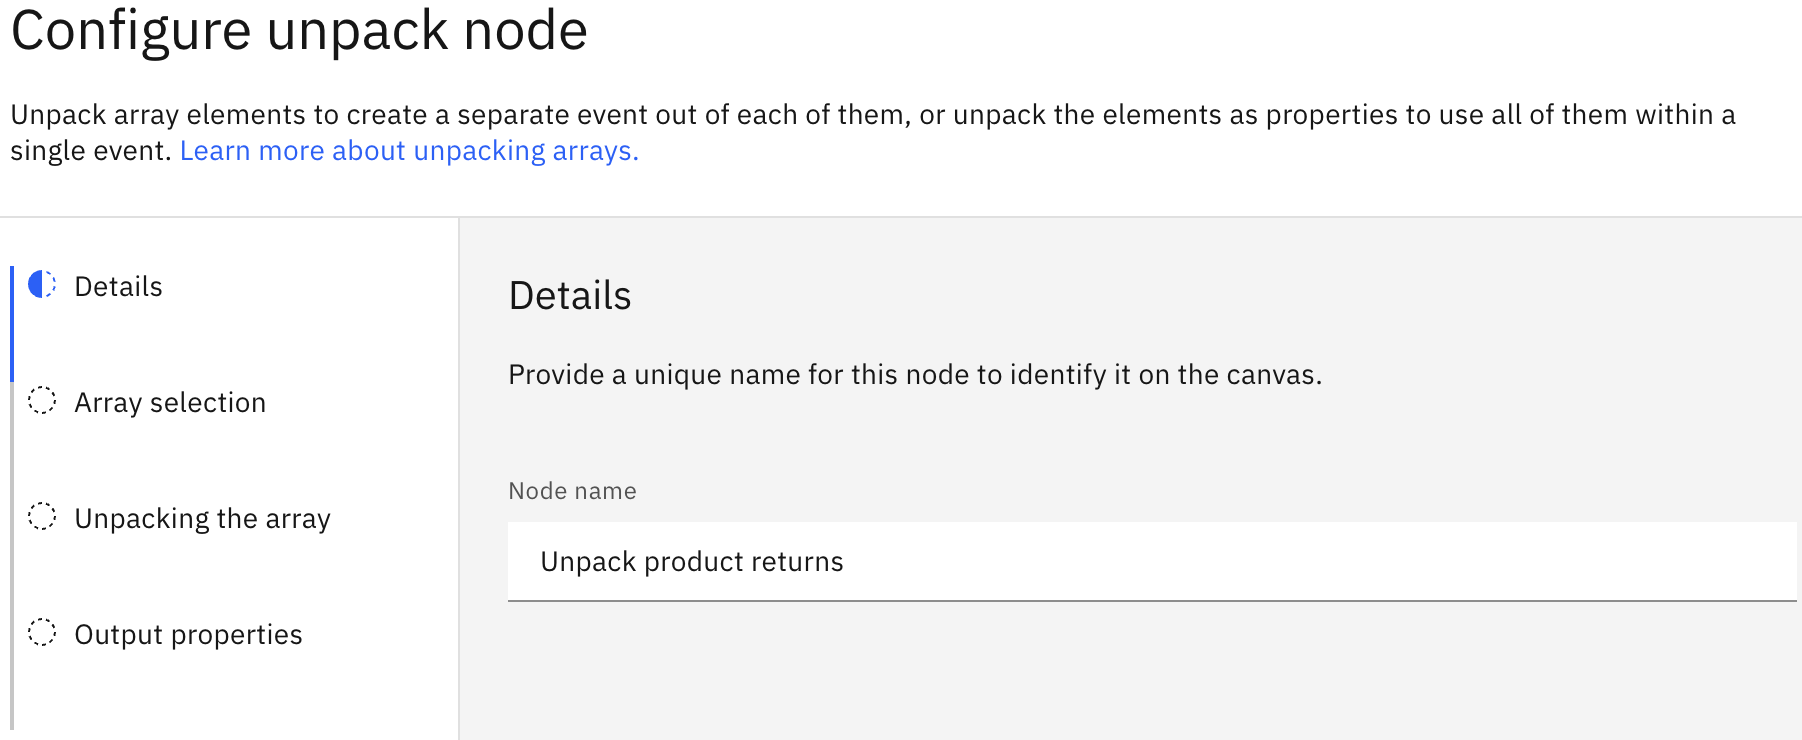 Configure unpack node
Unpack array elements to create a separate event out of each of them, or unpack the elements as properties to use all of them within a
single event. Learn more about unpacking arrays.
Details
Array selection
Unpacking the array
Output properties
Details
Provide a unique name for this node to identify it on the canvas.
Node name
Unpack product returns